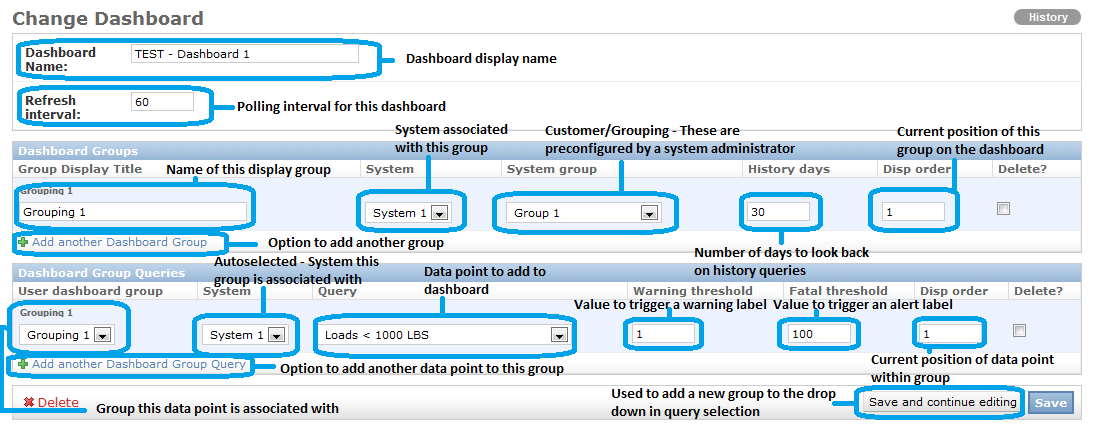 Change Dashboard
History
Dashboard Name:
TEST - Dashboard 1
Dashboard display name
Refresh interval:
60
Polling interval for this dashboard
System associated with this group
Customer/Grouping - These are preconfigured by a system administrator
Current position of this group on the dashboard
Dashboard Groups
Group Display Title
Name of this display group
System
System group
History days
Disp order
Delete?
Grouping 1
Grouping 1
System 1
Group 1
30
1
Add another Dashboard Group
Option to add another group
Number of days to look back on history queries
Dashboard Group Queries
Autoselected - System this group is associated with
Data point to add to dashboard
User dashboard group
System
Query
Warning threshold
Fatal threshold
Disp order
Delete?
Value to trigger a warning label
Value to trigger an alert label
Grouping 1
Grouping 1
System 1
Loads < 1000 LBS
1
100
1
Add another Dashboard Group Query
Option to add another data point to this group
Current position of data point within group
Delete
Group this data point is associated with
Used to add a new group to the drop down in query selection
Save and continue editing
Save